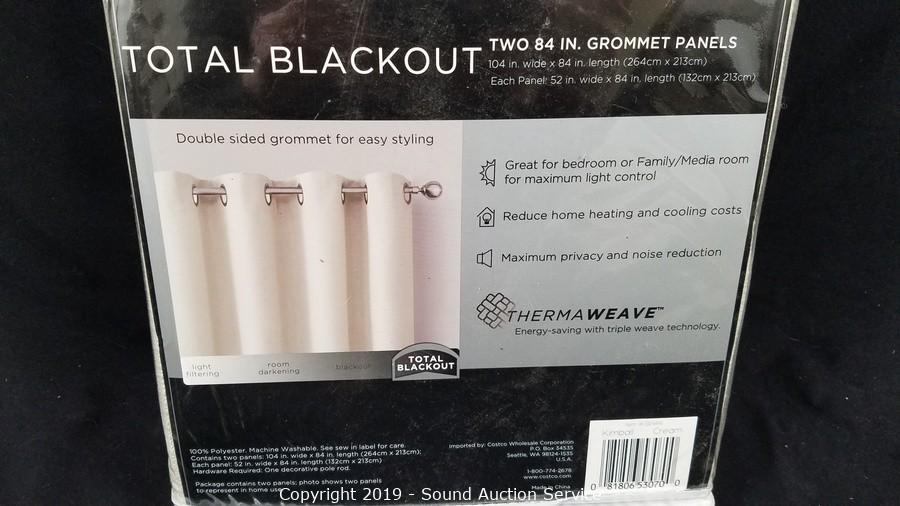 TOTAL BLACKOUT
TWO 84 IN. GROMMET PANELS
104 in. wide x 84 in. length (264cm x 213cm)
Each Panel: 52 in. wide x 84 in. length (132cm x 213cm)
Double sided grommet for easy styling
Great for bedroom or Family/Media room
for maximum light control
Reduce home heating and cooling costs
Maximum privacy and noise reduction
THERMAWEAVE™
Energy-saving with triple weave technology.
light
filtering
room
darkening
blackout
TOTAL
BLACKOUT
100% Polyester. Machine Washable. See sew in label for care.
Contains two panels: 104 in. wide x 84 in. length (264cm x 213cm);
Each panel: 52 in. wide x 84 in. length (132cm x 213cm)
Hardware Required: One decorative pole rod.
Package contains two panels; photo shows two panels
to represent in home use
Imported by: Costco Wholesale Corporation
P.O. Box 34535
Seattle, WA 98124-1535
U.S.A.
1-800-774-2678
www.costco.com
Made in China
Kimball Cream
0 81806 53070 0
Copyright 2019 - Sound Auction Service